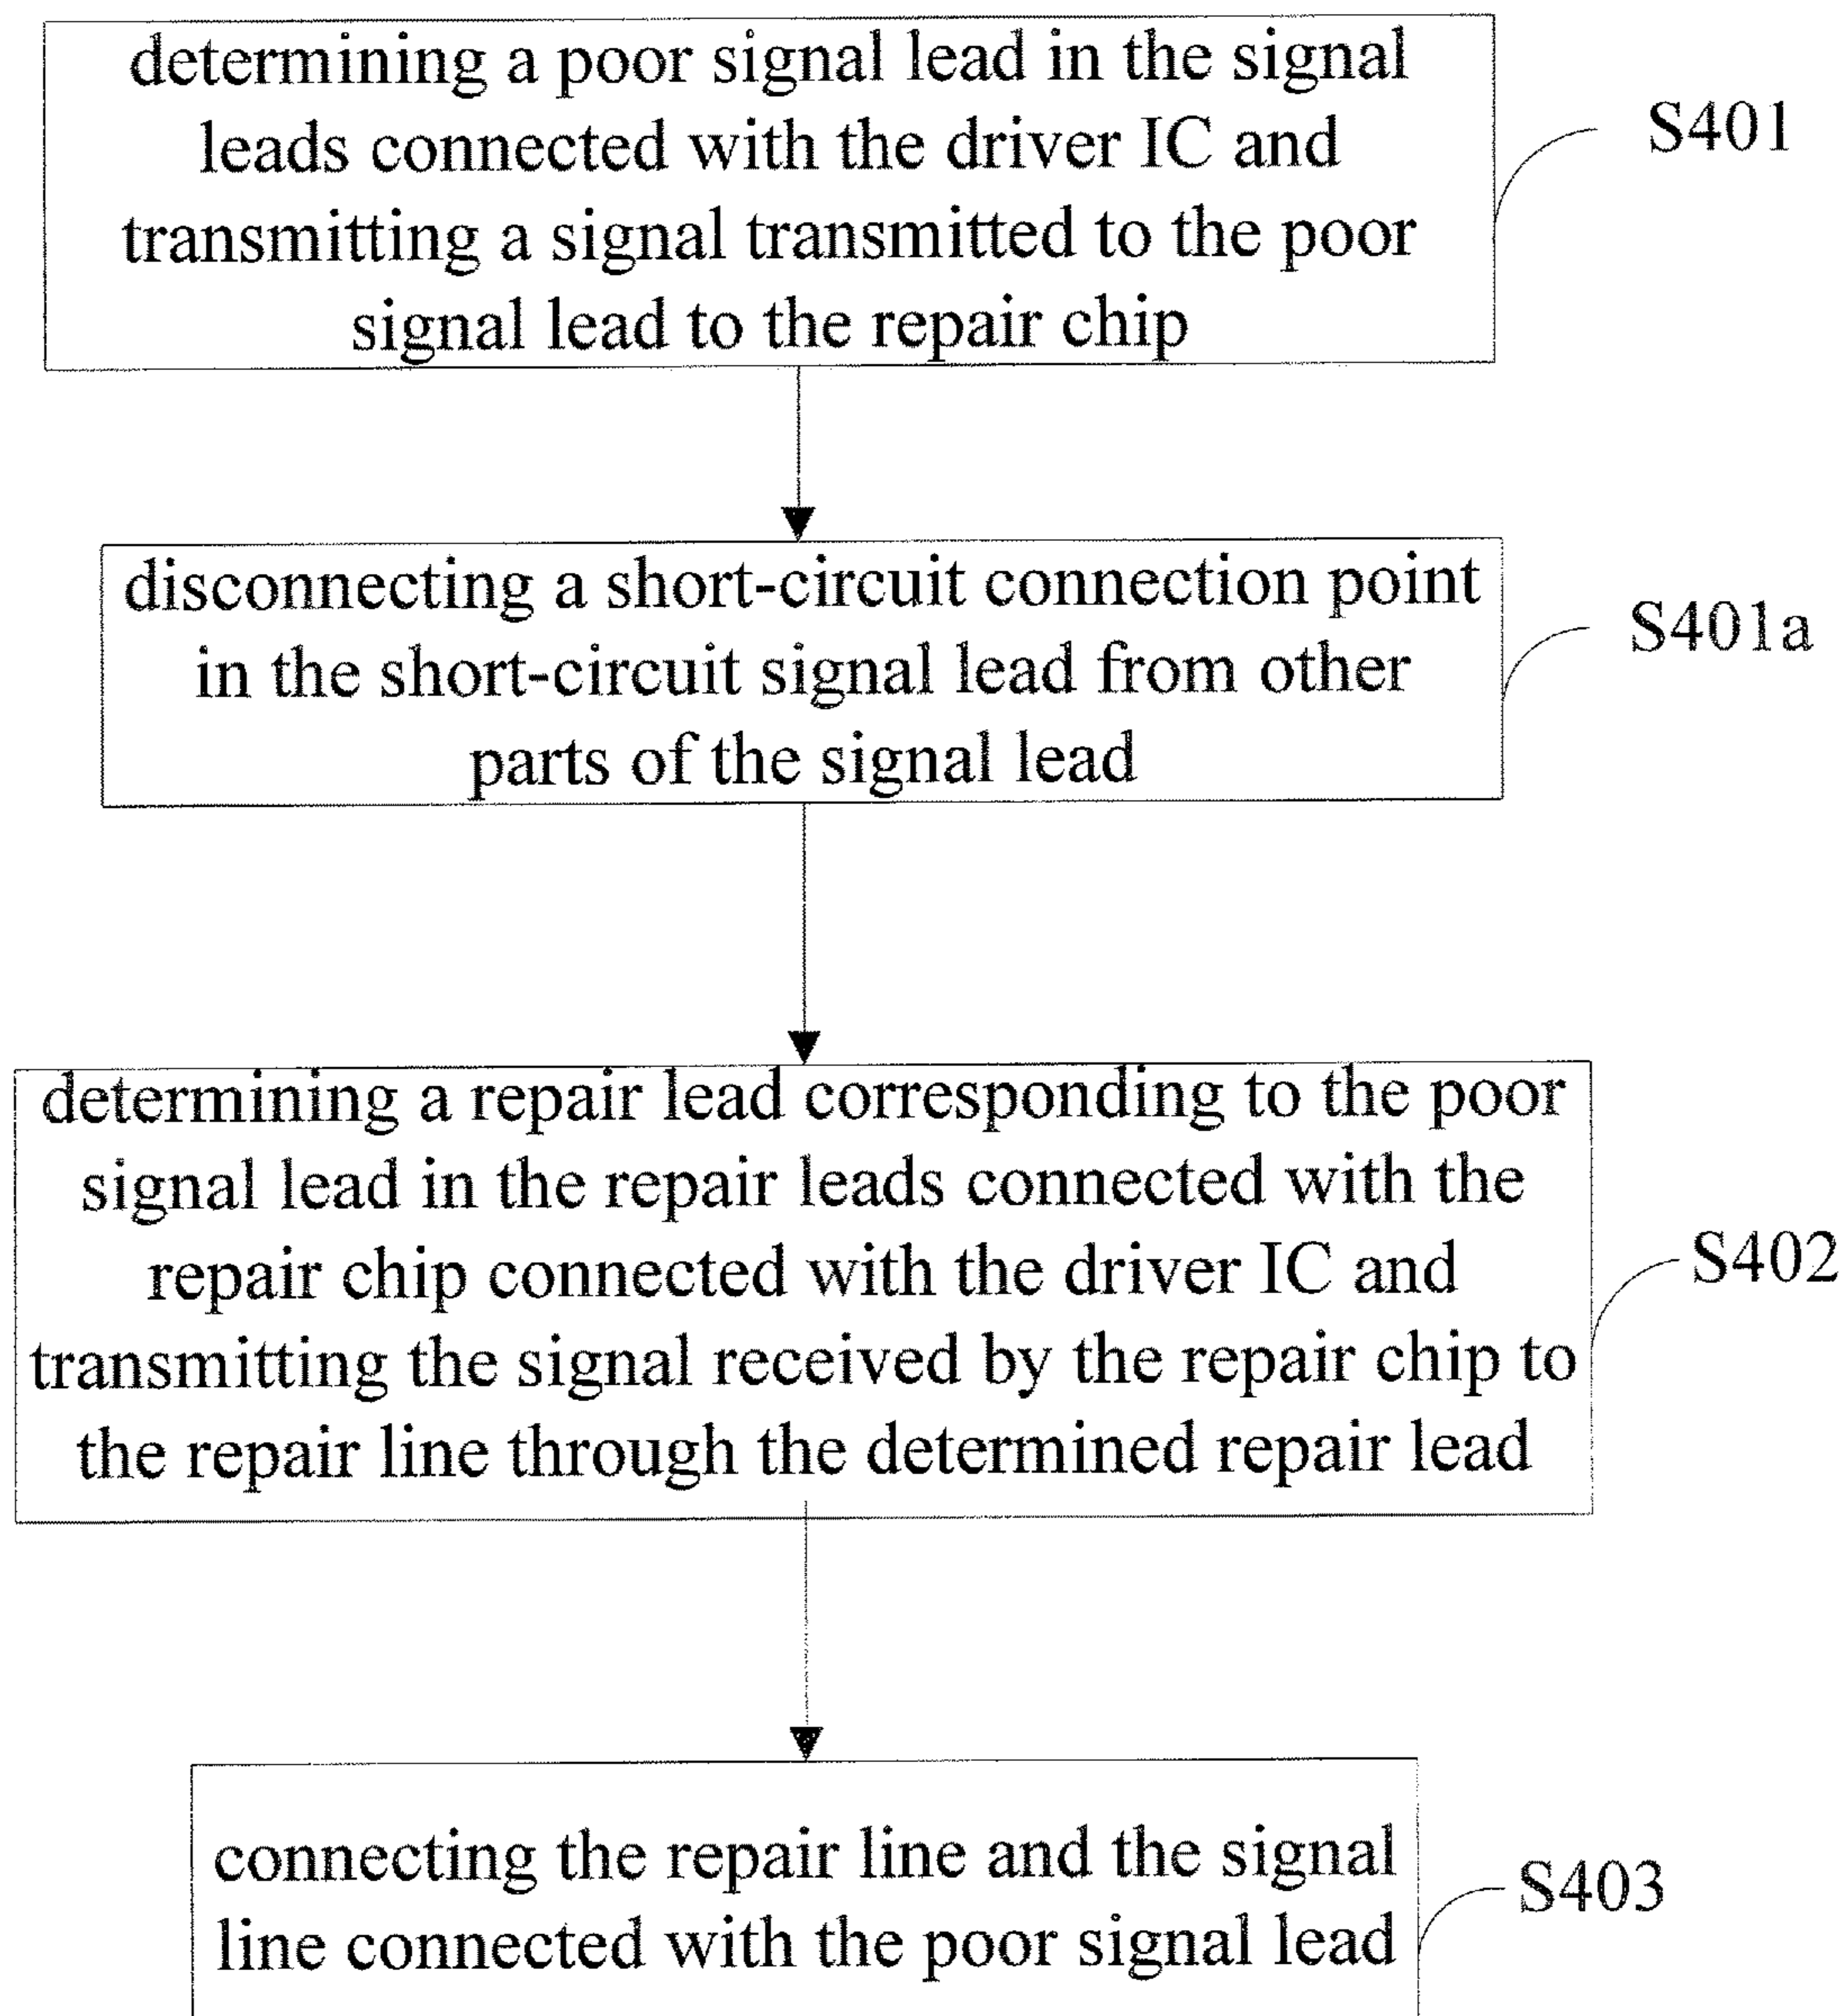 determining a poor signal lead in the signal
leads connected with the driver IC and
transmitting a signal transmitted to the poor
signal lead to the repair chip
S401
disconnecting a short-circuit connection point
in the short-circuit signal lead from other
parts of the signal lead
S401a
determining a repair lead corresponding to the poor
signal lead in the repair leads connected with the
repair chip connected with the driver IC and
transmitting the signal received by the repair chip to
the repair line through the determined repair lead
S402
connecting the repair line and the signal
line connected with the poor signal lead
S403